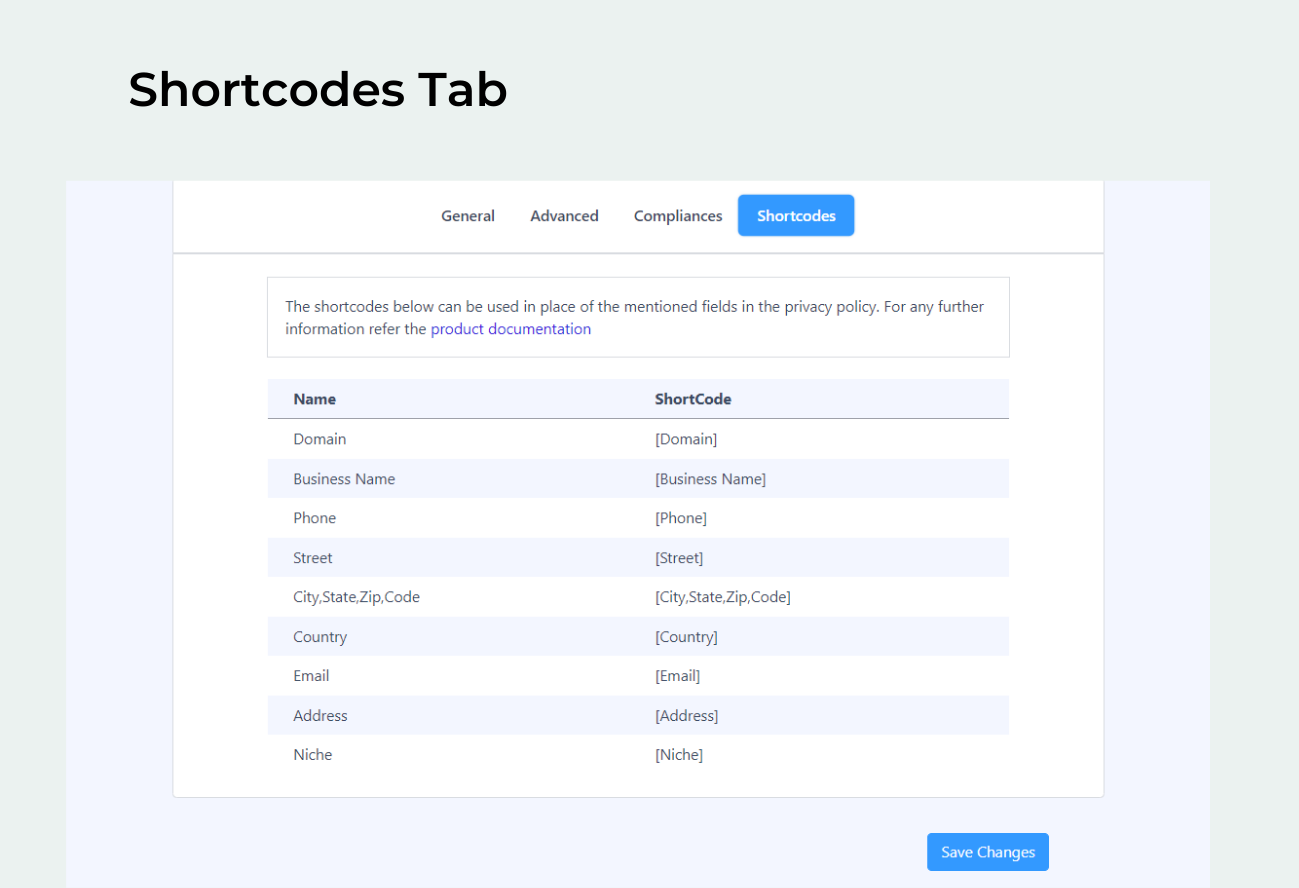 Shortcodes Tab
General Advanced Compliances Shortcodes
The shortcodes below can be used in place of the mentioned fields in the privacy policy. For any further
information refer the product documentation
Name ShortCode
Domain [Domain]
Business Name [Business Name]
Phone [Phone]
Street [Street]
City,State,Zip,Code [City,State,Zip,Code]
Country [Country]
Email [Email]
Address [Address]
Niche [Niche]
Save Changes